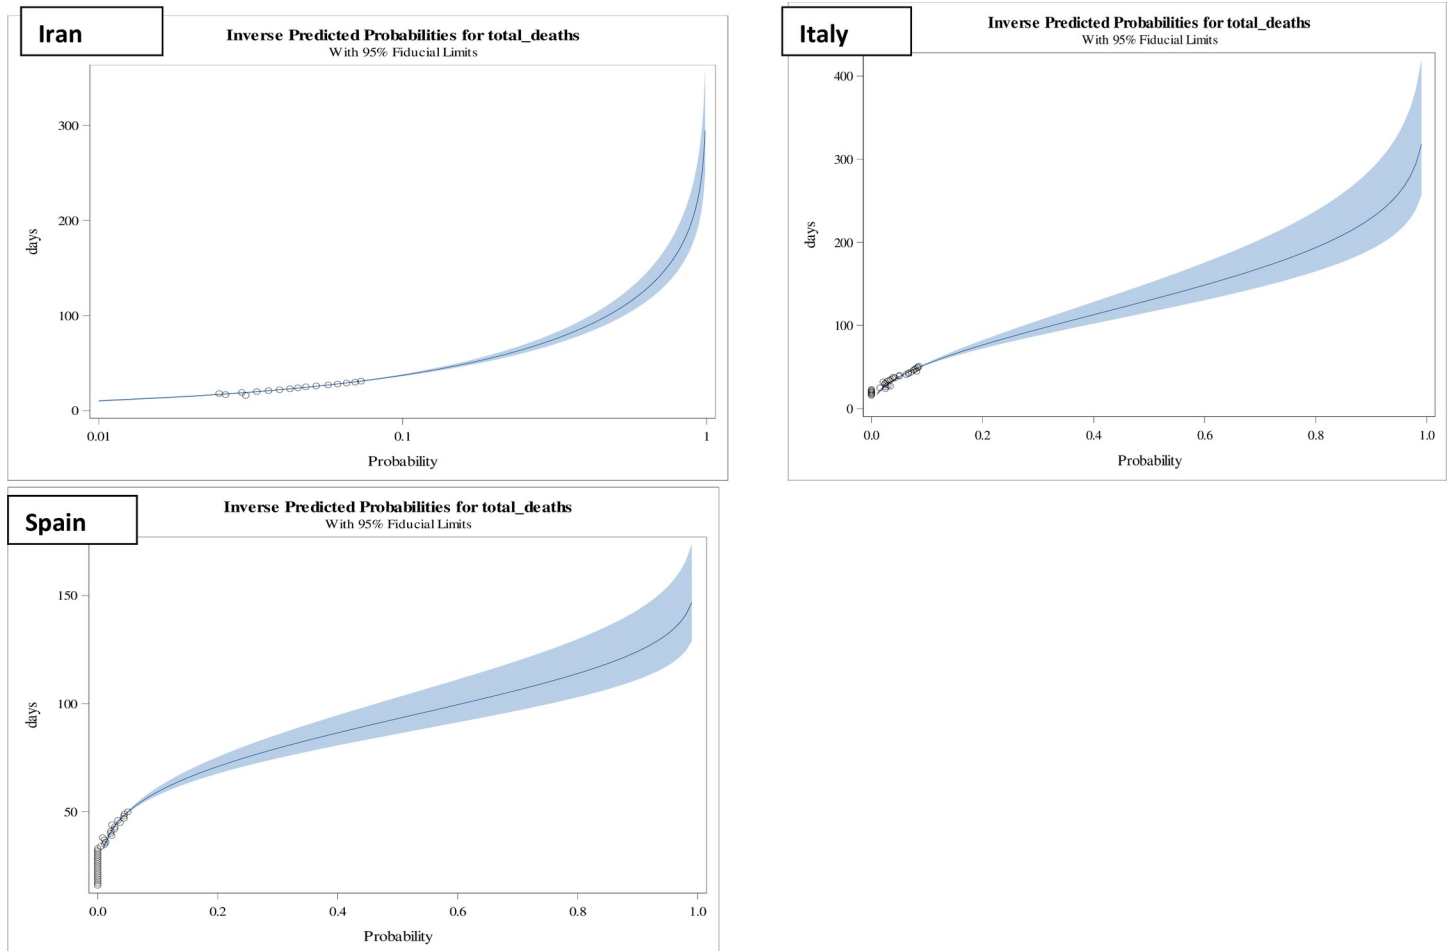 Iran
Inverse Predicted Probabilities for total_deaths
With 95% Fiducial Limits
300
200
100
0
days
0.01 0.1 1
Probability
Italy
Inverse Predicted Probabilities for total_deaths
With 95% Fiducial Limits
400
300
200
100
0
days
0.0 0.2 0.4 0.6 0.8 1.0
Probability
Spain
Inverse Predicted Probabilities for total_deaths
With 95% Fiducial Limits
150
100
50
days
0.0 0.2 0.4 0.6 0.8 1.0
Probability